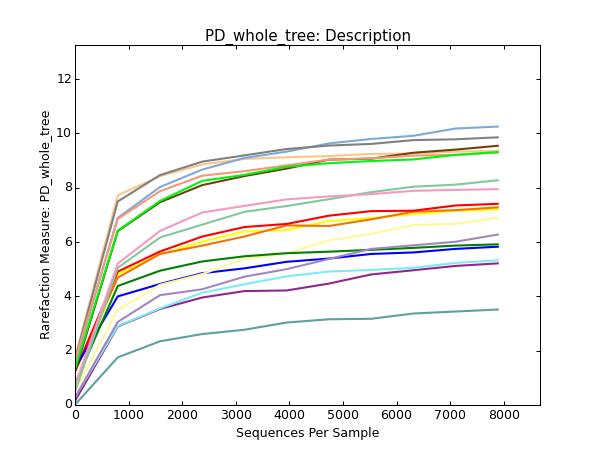 PD_whole_tree: Description
Rarefaction Measure: PD_whole_tree
12
10
8
6
4
2
0
0 1000 2000 3000 4000 5000 6000 7000 8000
Sequences Per Sample